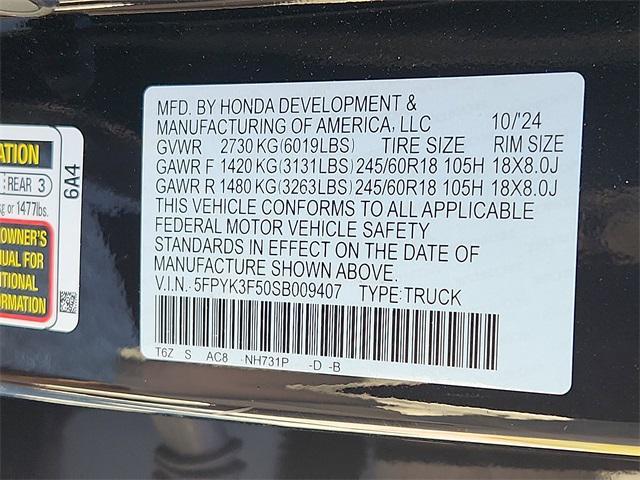 MFD. BY HONDA DEVELOPMENT &
MANUFACTURING OF AMERICA, LLC 10/'24
GVWR 2730 KG(6019LBS) TIRE SIZE RIM SIZE
GAWR F 1420 KG(3131LBS) 245/60R18 105H 18X8.0J
GAWR R 1480 KG(3263LBS) 245/60R18 105H 18X8.0J
THIS VEHICLE CONFORMS TO ALL APPLICABLE
FEDERAL MOTOR VEHICLE SAFETY
STANDARDS IN EFFECT ON THE DATE OF
MANUFACTURE SHOWN ABOVE.
V.I.N.:5FPYK3F50SB009407 TYPE:TRUCK
T6Z S AC8 -NH731P -D -B
REAR 3
kg or 1477lbs.
OWNER'S
FOR
6A4